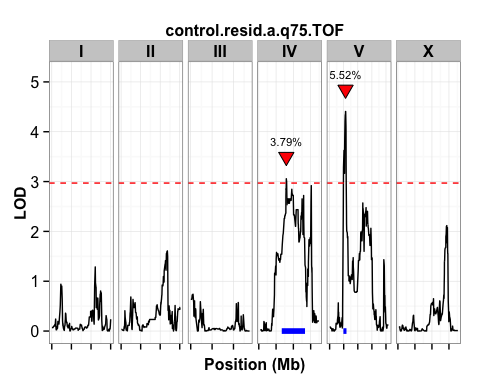 control.resid.a.q75.TOF
I II III IV V X
5.52%
3.79%
5
4
3
2
1
0
LOD
Position (Mb)